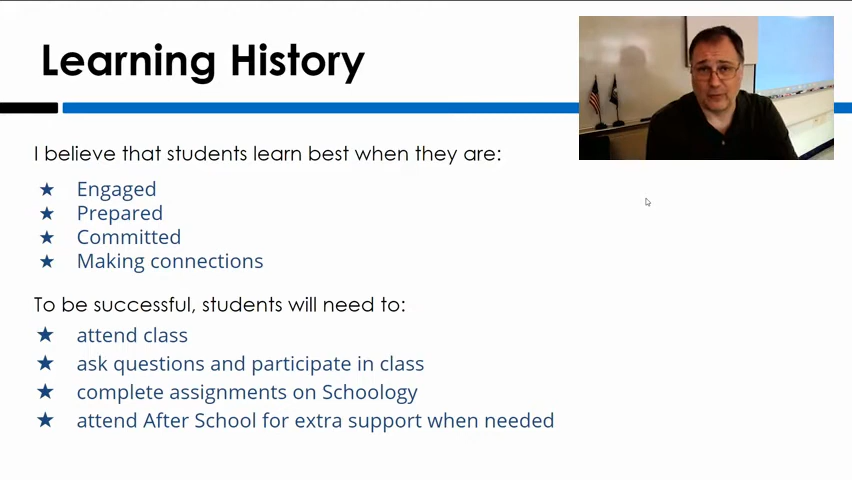 Learning History
I believe that students learn best when they are:
★ Engaged
★ Prepared
★ Committed
★ Making connections
To be successful, students will need to:
★ attend class
★ ask questions and participate in class
★ complete assignments on Schoology
★ attend After School for extra support when needed